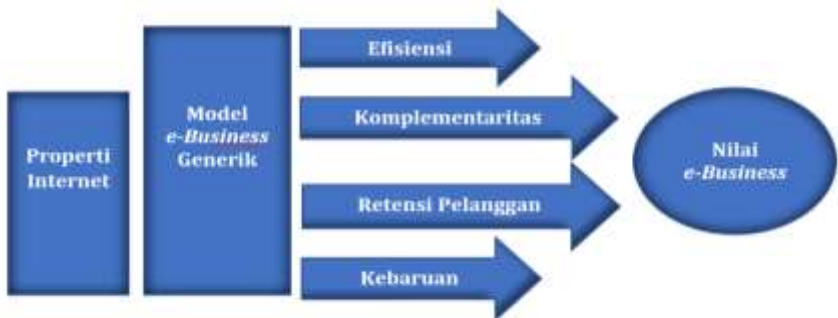 Properti
Internet
Model
e-Business
Generik
Efisiensi
Komplementaritas
Retensi Pelanggan
Kebaruan
Nilai
e-Business